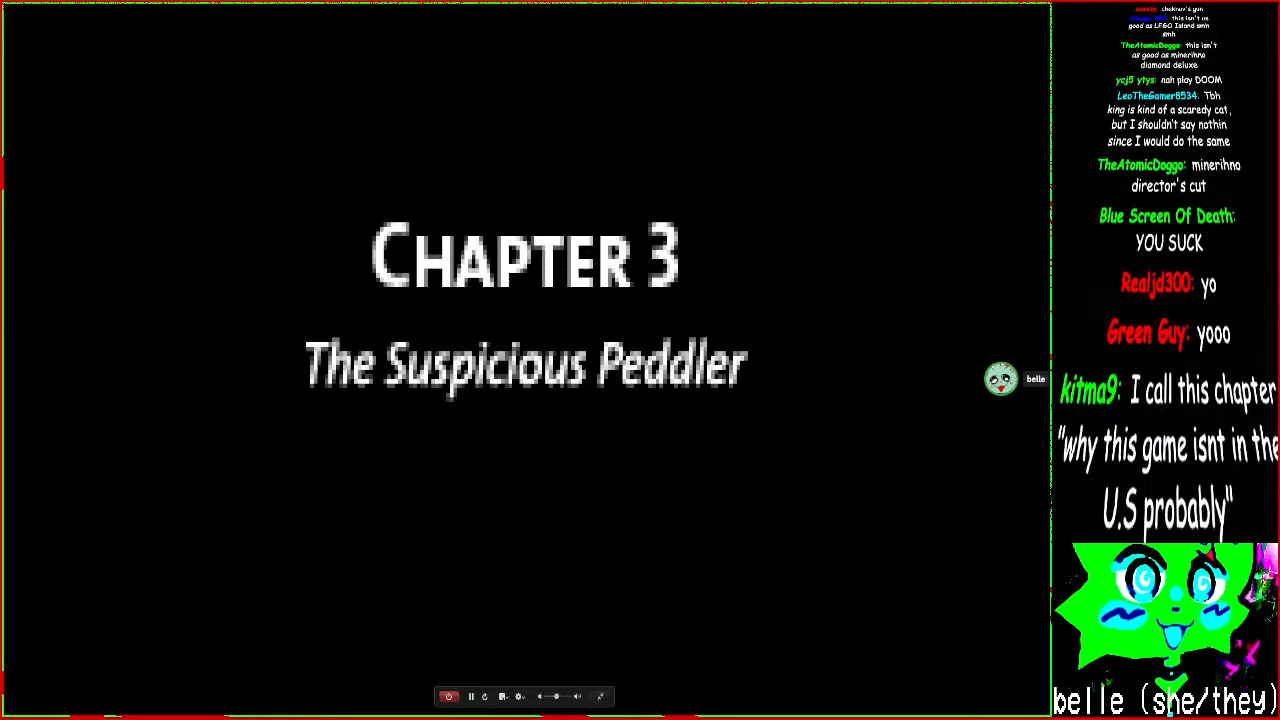 CHAPTER 3
The Suspicious Peddler
belle
chekhov's gun
this isn't as
good as LEGO Island smh
smh
TheAtomicDoggo: this isn't
as good as minerihno
diamond deluxe
ycj5 ytys: nah play DOOM
LeoTheGamer8534: Tbh
king is kind of a scaredy cat,
but I shouldn't say nothin
since I would do the same
TheAtomicDoggo: minerihno
director's cut
Blue Screen Of Death:
YOU SUCK
Realjd300: yo
Green Guy: yooo
kitma9: I call this chapter
"why this game isnt in the
U.S probably"
belle (she/they)